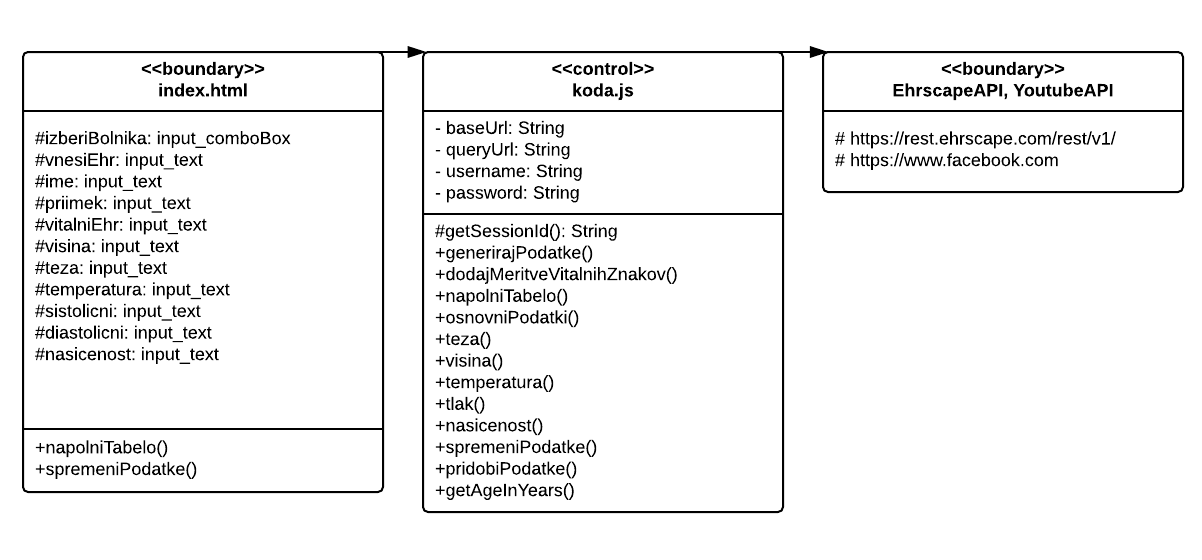 <<boundary>>
index.html
#izberiBolnika: input_comboBox
#vnesiEhr: input_text
#ime: input_text
#priimek: input_text
#vitalniEhr: input_text
#visina: input_text
#teza: input_text
#temperatura: input_text
#sistolicni: input_text
#diastolicni: input_text
#nasicenost: input_text
+napolniTabelo()
+spremeniPodatke()
<<control>>
koda.js
- baseUrl: String
- queryUrl: String
- username: String
- password: String
#getSessionId(): String
+generirajPodatke()
+dodajMeritveVitalnihZnakov()
+napolniTabelo()
+osnovniPodatki()
+teza()
+visina()
+temperatura()
+tlak()
+nasicenost()
+spremeniPodatke()
+pridobiPodatke()
+getAgeInYears()
<<boundary>>
EhrscapeAPI, YoutubeAPI
# https://rest.ehrscape.com/rest/v1/
# https://www.facebook.com